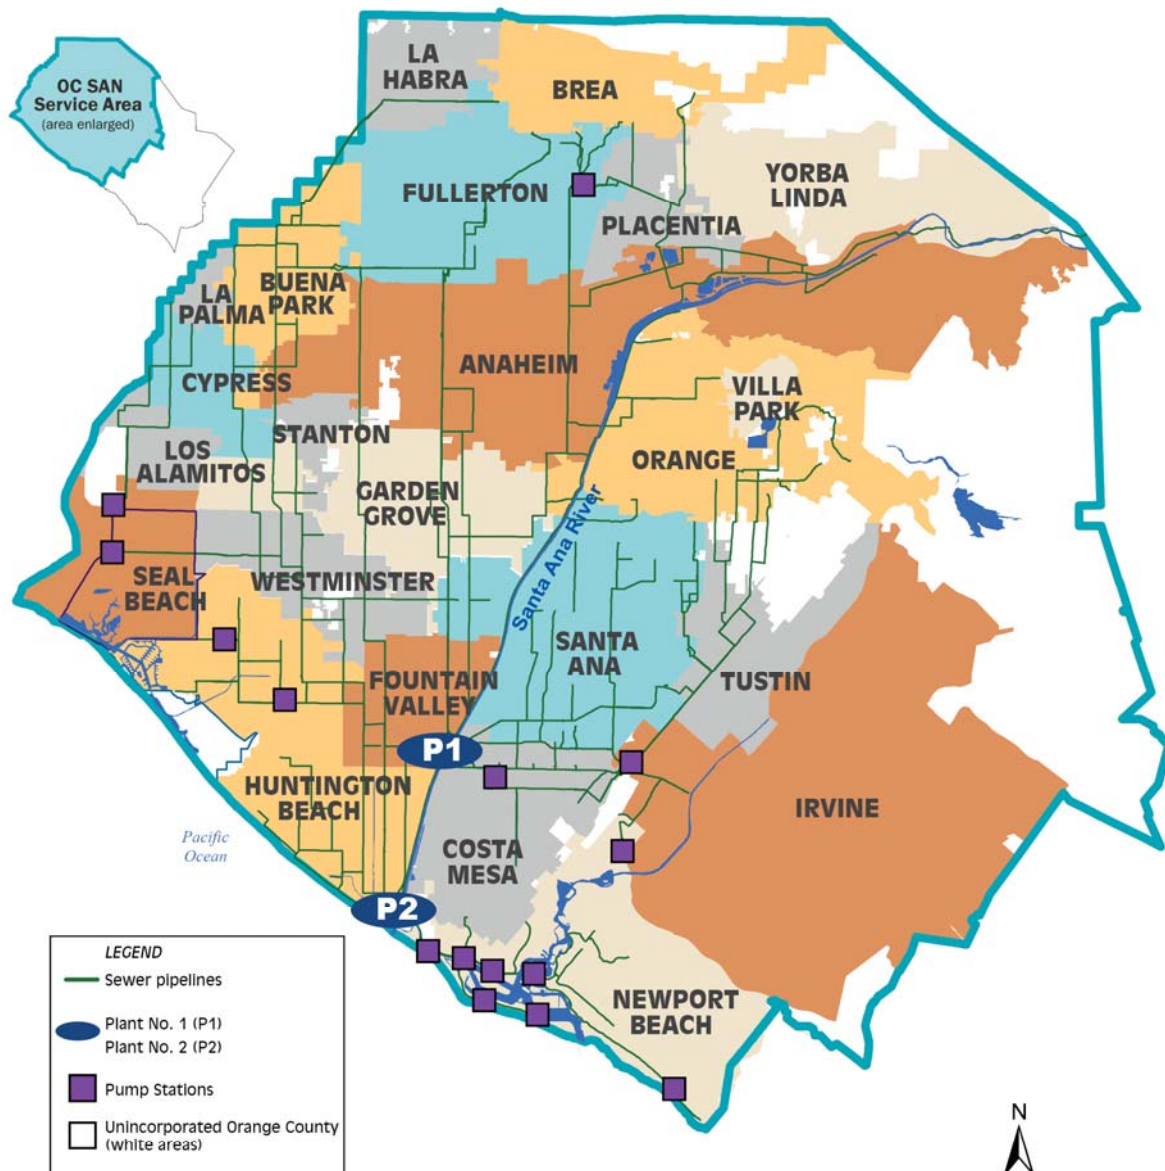 OC SAN
Service Area
(area enlarged)
LA
HABRA
BREA
FULLERTON
YORBA
LINDA
PLACENTIA
LA
PALMA
BUENA
PARK
ANAHEIM
CYPRESS
VILLA
PARK
STANTON
LOS
ALAMITOS
ORANGE
GARDEN
GROVE
Santa Ana River
SEAL
BEACH
WESTMINSTER
SANTA
ANA
FOUNTAIN
VALLEY
TUSTIN
P1
HUNTINGTON
BEACH
IRVINE
Pacific
Ocean
COSTA
MESA
P2
NEWPORT
BEACH
LEGEND
Sewer pipelines
Plant No. 1 (P1)
Plant No. 2 (P2)
Pump Stations
Unincorporated Orange County
(white areas)
N